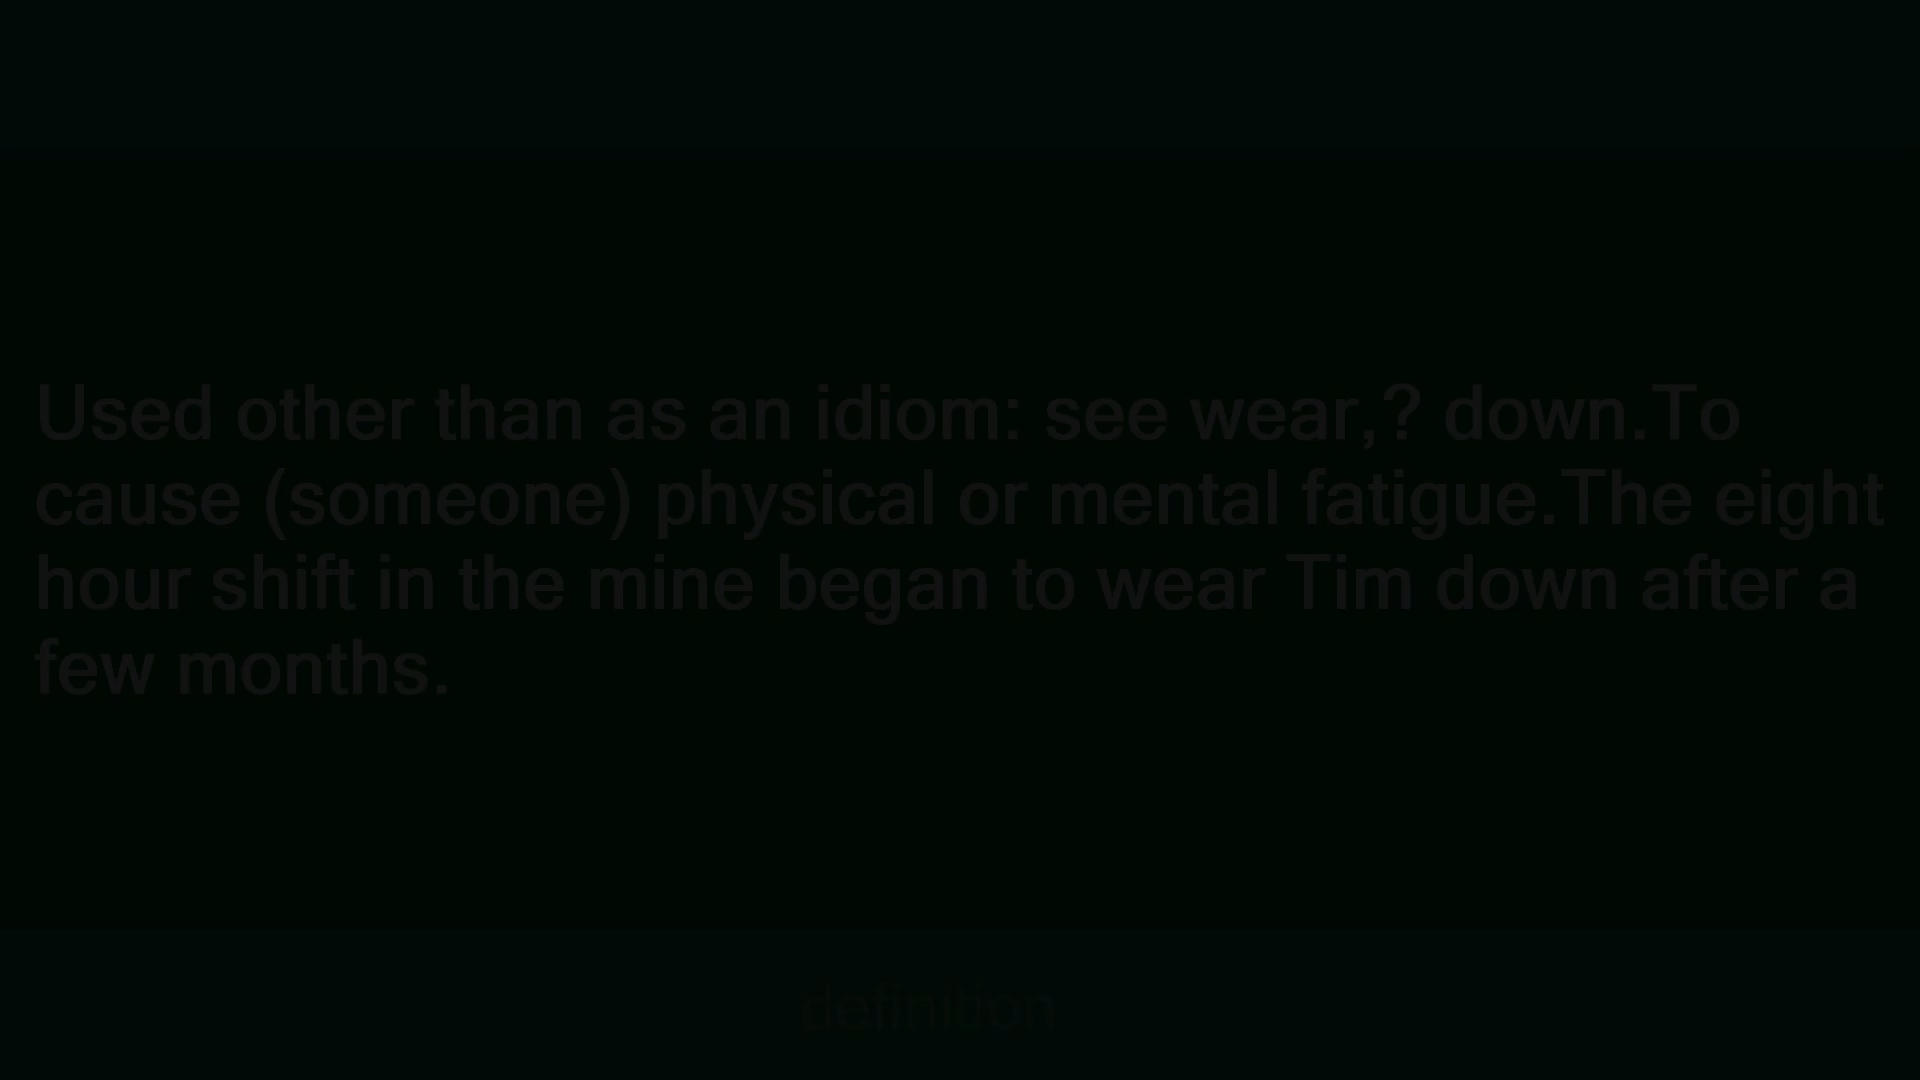 Used other than as an idiom: see wear,? down.To
cause (someone) physical or mental fatigue.The eight
hour shift in the mine began to wear Tim down after a
few months.
definition